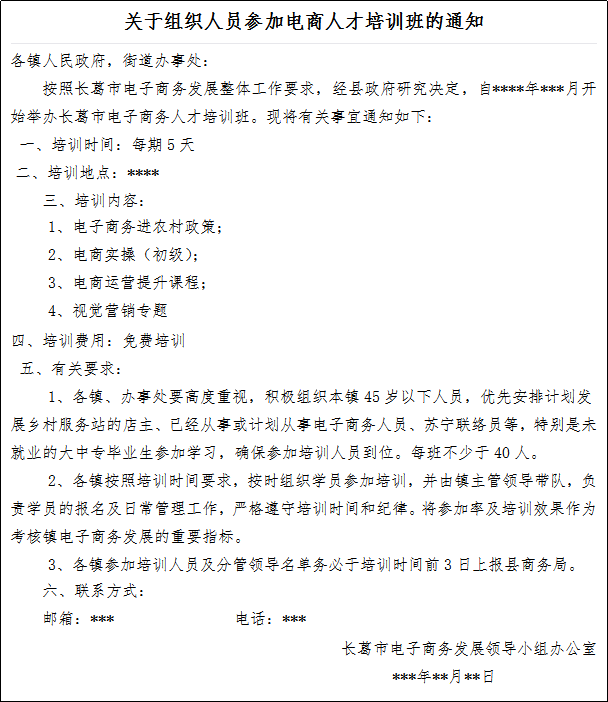 关于组织人员参加电商人才培训班的通知
各镇人民政府，街道办事处：
按照长葛市电子商务发展整体工作要求，经县政府研究决定，自****年***月开
始举办长葛市电子商务人才培训班。现将有关事宜通知如下：
一、培训时间：每期5天
二、培训地点：****
三、培训内容：
1、电子商务进农村政策；
2、电商实操（初级）；
3、电商运营提升课程；
4、视觉营销专题
四、培训费用：免费培训
五、有关要求：
1、各镇、办事处要高度重视，积极组织本镇45岁以下人员，优先安排计划发
展乡村服务站的店主、已经从事或计划从事电子商务人员、苏宁联络员等，特别是未
就业的大中专毕业生参加学习，确保参加培训人员到位。每班不少于40人。
2、各镇按照培训时间要求，按时组织学员参加培训，并由镇主管领导带队，负
责学员的报名及日常管理工作，严格遵守培训时间和纪律。将参加率及培训效果作为
考核镇电子商务发展的重要指标。
3、各镇参加培训人员及分管领导名单务必于培训时间前3日上报县商务局。
六、联系方式：
邮箱：*** 电话：***
长葛市电子商务发展领导小组办公室
***年**月**日